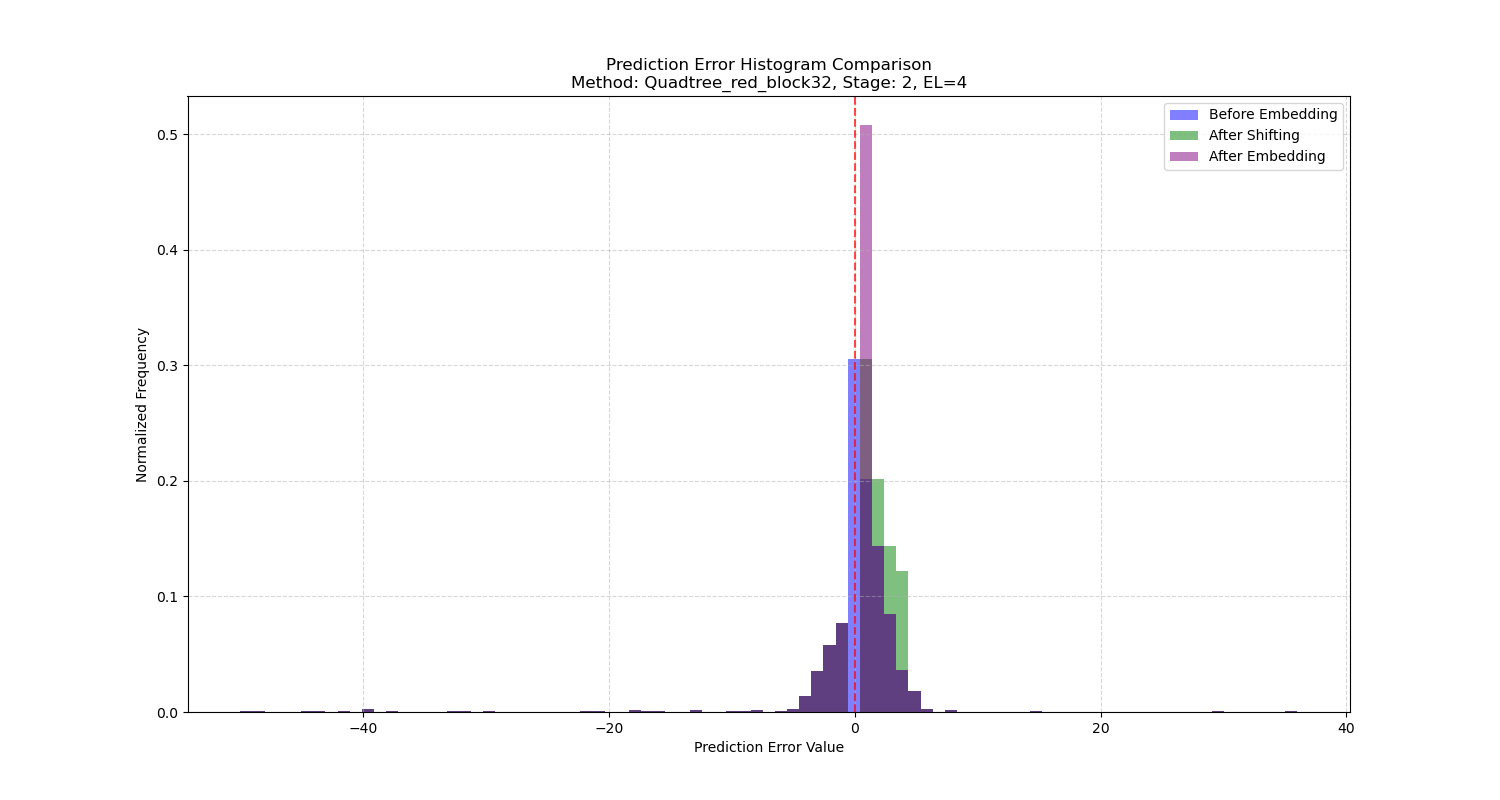 Prediction Error Histogram Comparison
Method: Quadtree_red_block32, Stage: 2, EL=4
Before Embedding
After Shifting
After Embedding
Normalized Frequency
0.5
0.4
0.3
0.2
0.1
0.0
−40
−20
0
20
40
Prediction Error Value